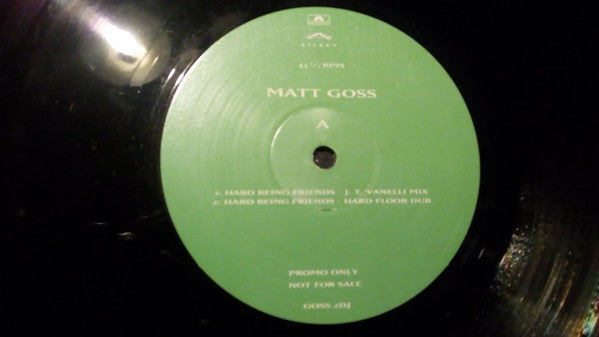 33 ⅓ RPM
MATT GOSS
A
1: HARD BEING FRIENDS - J. T. VANELLI MIX
2: HARD BEING FRIENDS - HARD FLOOR DUB
PROMO ONLY
NOT FOR SALE
GOSS 2DJ